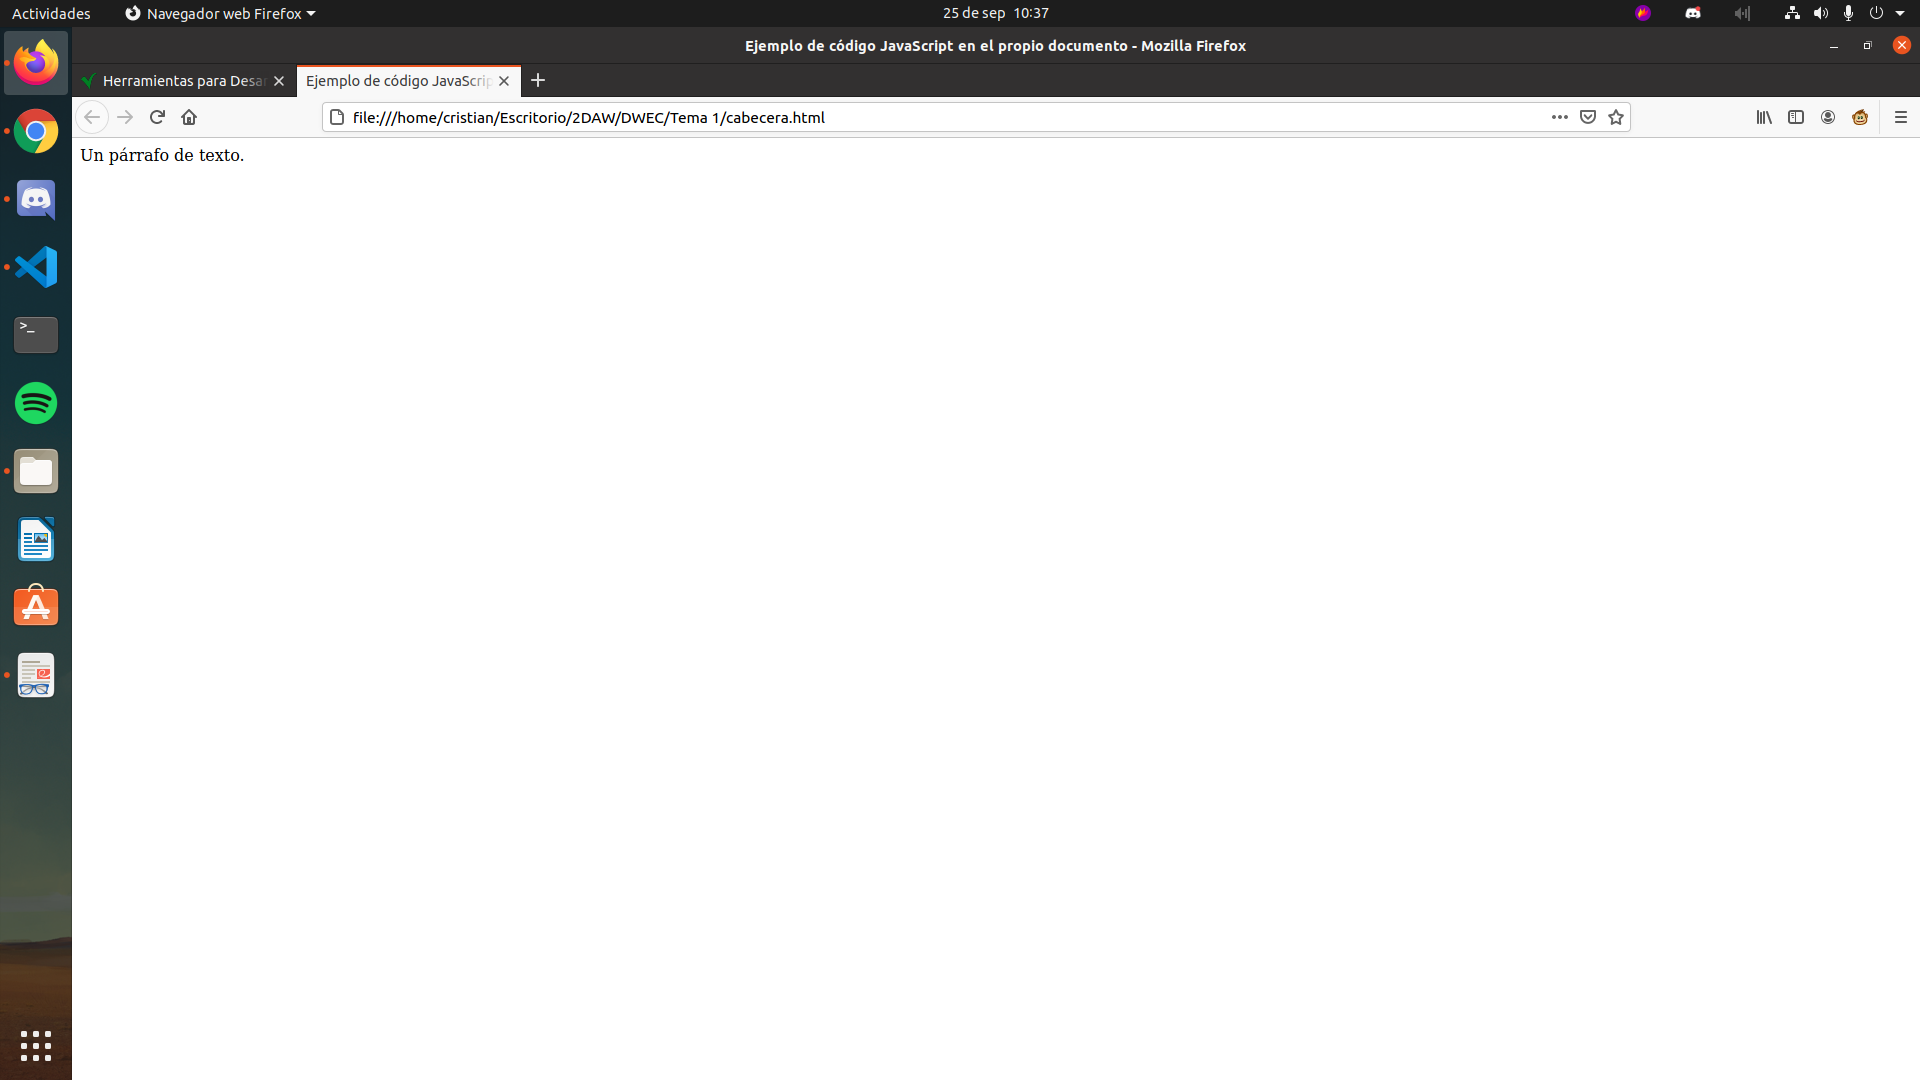 Actividades Navegador web Firefox 25 de sep 10:37
Ejemplo de código JavaScript en el propio documento - Mozilla Firefox
Herramientas para Desar Ejemplo de código JavaScrip
file:///home/cristian/Escritorio/2DAW/DWEC/Tema 1/cabecera.html
Un párrafo de texto.
>_